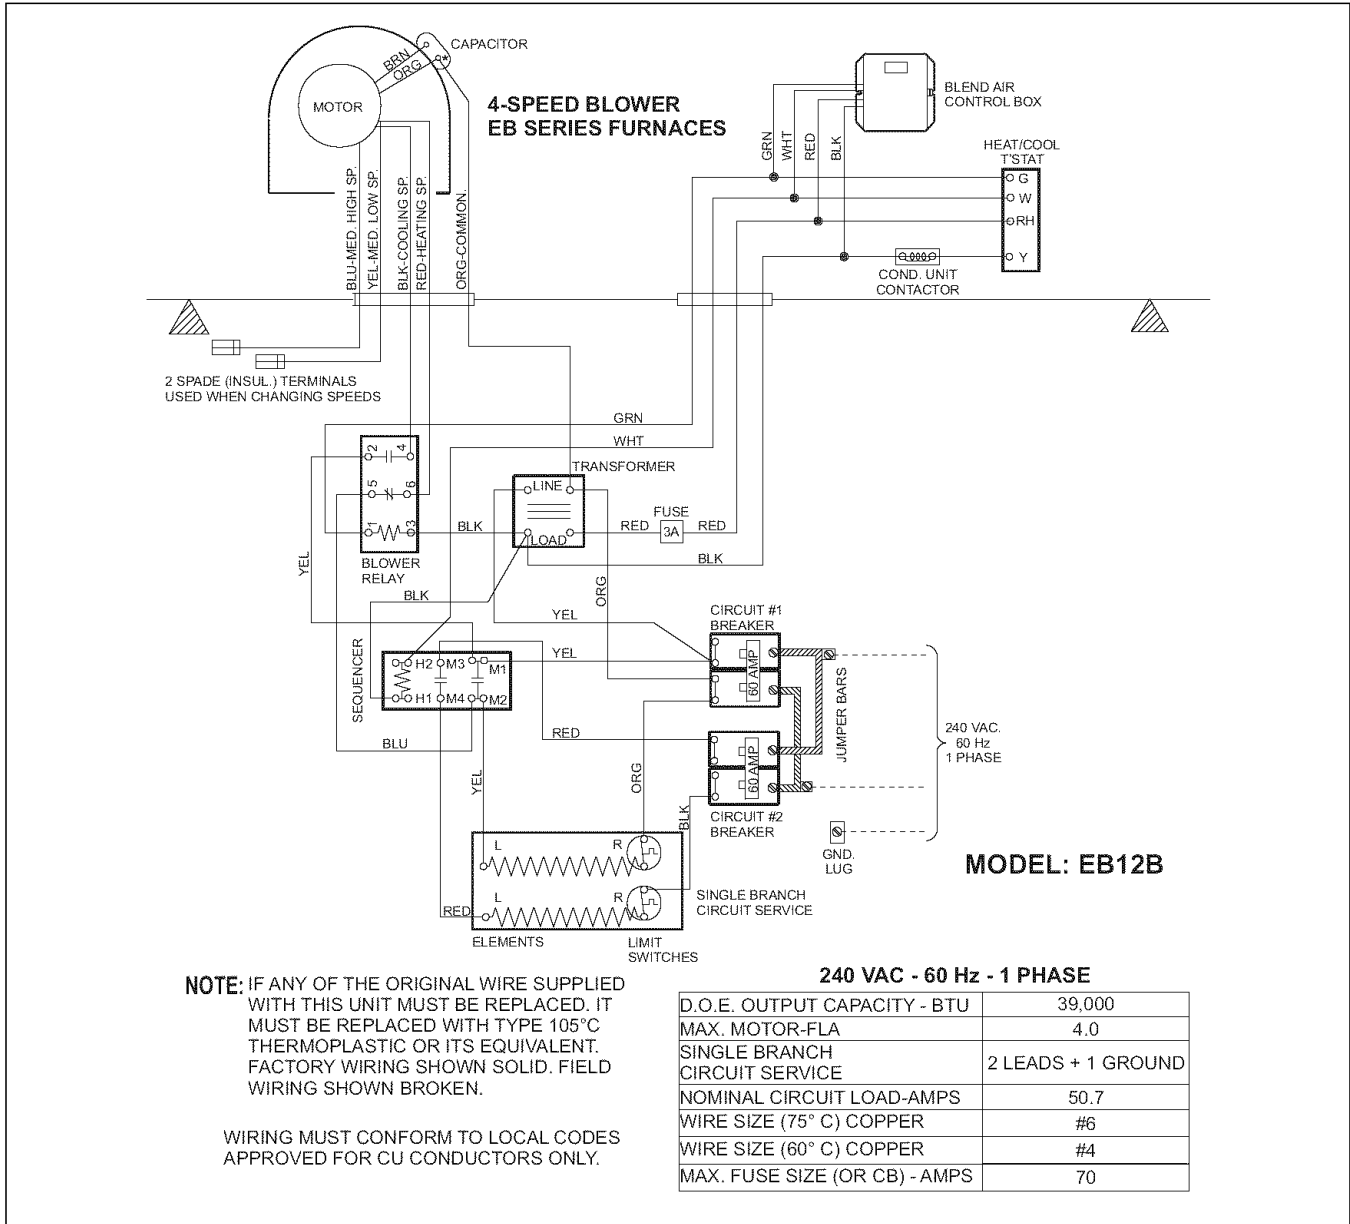 CAPACITOR
BRN
ORG
*
MOTOR
4-SPEED BLOWER
EB SERIES FURNACES
BLEND AIR
CONTROL BOX
GRN
WHT
RED
BLK
HEAT/COOL
T'STAT
G
W
RH
Y
COND. UNIT
CONTACTOR
BLU-MED. HIGH SP.
YEL-MED. LOW SP.
BLK-COOLING SP.
RED-HEATING SP.
ORG-COMMON.
2 SPADE (INSUL.) TERMINALS
USED WHEN CHANGING SPEEDS
GRN
WHT
2
4
5
6
1
3
BLOWER
RELAY
YEL
BLK
TRANSFORMER
LINE
LOAD
RED
FUSE
3A
RED
BLK
BLK
ORG
YEL
YEL
CIRCUIT #1
BREAKER
60 AMP
SEQUENCER
H2
M3
M1
H1
M4
M2
BLU
YEL
RED
ORG
BLK
60 AMP
CIRCUIT #2
BREAKER
JUMPER BARS
240 VAC.
60 Hz
1 PHASE
GND.
LUG
MODEL: EB12B
L
R
L
R
RED
ELEMENTS
LIMIT
SWITCHES
SINGLE BRANCH
CIRCUIT SERVICE
NOTE: IF ANY OF THE ORIGINAL WIRE SUPPLIED
WITH THIS UNIT MUST BE REPLACED. IT
MUST BE REPLACED WITH TYPE 105°C
THERMOPLASTIC OR ITS EQUIVALENT.
FACTORY WIRING SHOWN SOLID. FIELD
WIRING SHOWN BROKEN.
WIRING MUST CONFORM TO LOCAL CODES
APPROVED FOR CU CONDUCTORS ONLY.
240 VAC - 60 Hz - 1 PHASE
D.O.E. OUTPUT CAPACITY - BTU 39,000
MAX. MOTOR-FLA 4.0
SINGLE BRANCH
CIRCUIT SERVICE 2 LEADS + 1 GROUND
NOMINAL CIRCUIT LOAD-AMPS 50.7
WIRE SIZE (75° C) COPPER #6
WIRE SIZE (60° C) COPPER #4
MAX. FUSE SIZE (OR CB) - AMPS 70